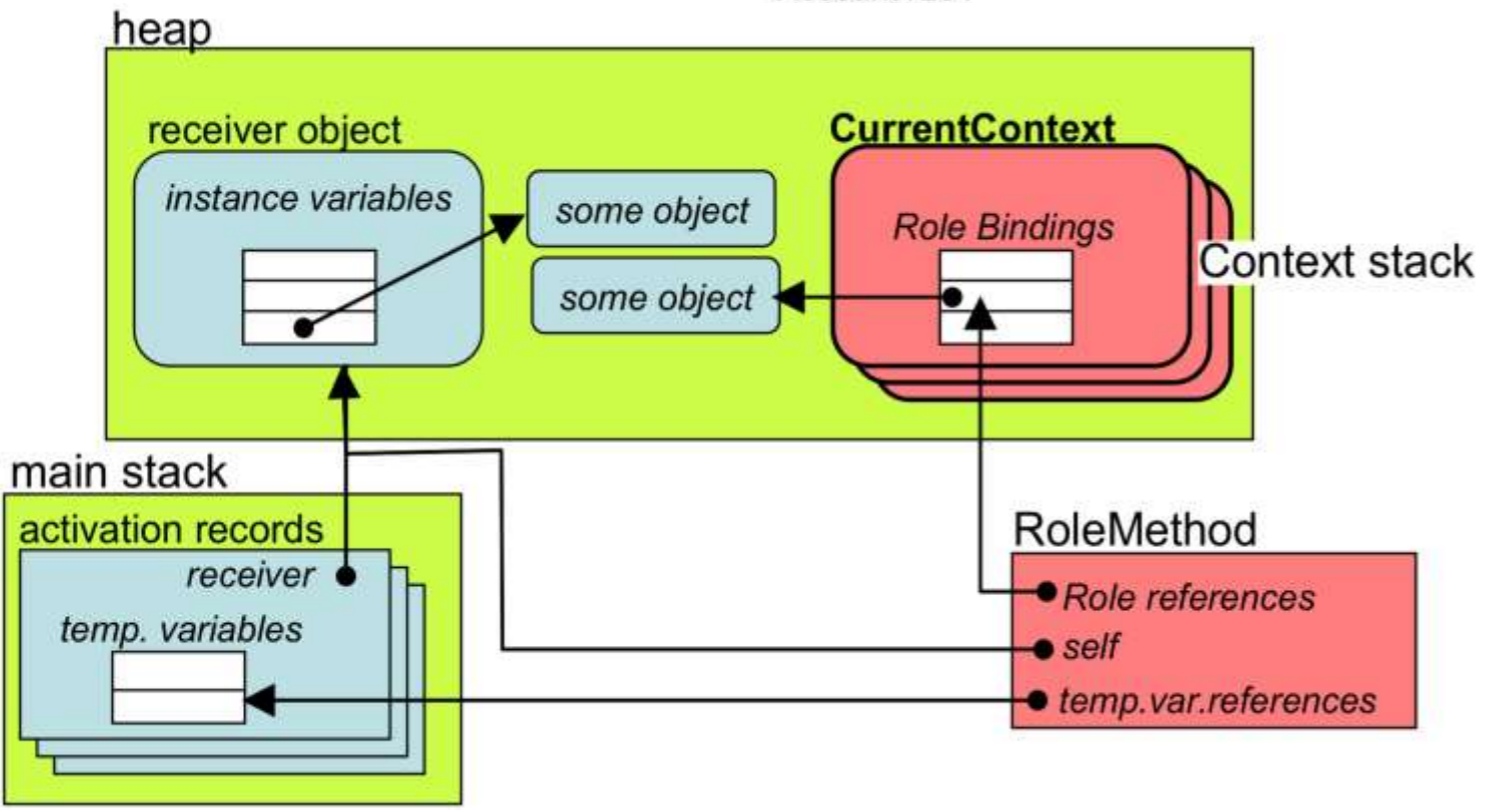 heap
receiver object
CurrentContext
instance variables
some object
Role Bindings
some object
Context stack
main stack
activation records
receiver
temp. variables
RoleMethod
Role references
self
temp.var.references